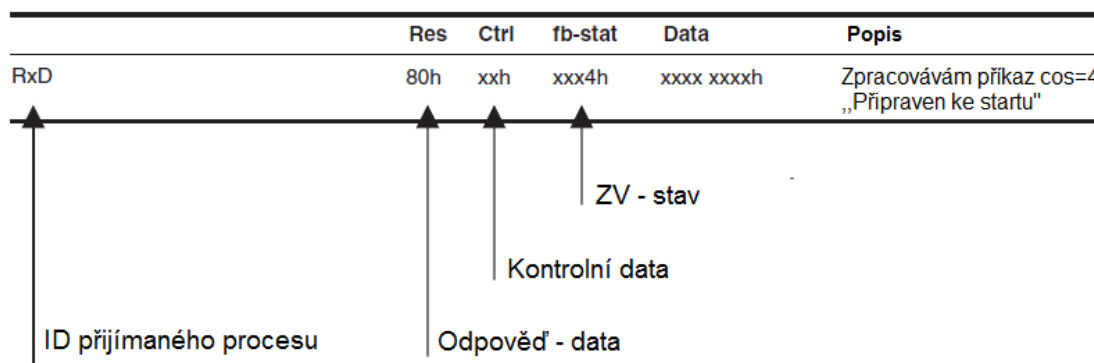 Res Ctrl fb-stat Data Popis
RxD 80h xxh xxx4h xxxx xxxxh Zpracovávám příkaz cos=4
,,Připraven ke startu"
ZV - stav
Kontrolní data
ID přijímaného procesu Odpověď - data